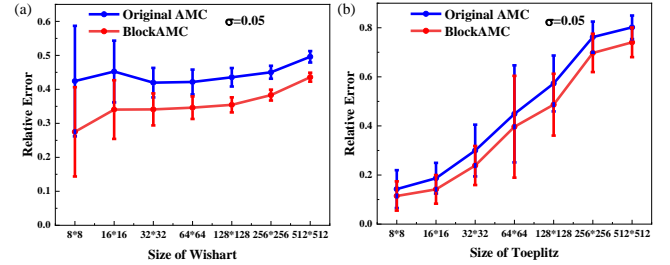 (a)
Original AMC
BlockAMC
σ=0.05
Relative Error
0.6
0.5
0.4
0.3
0.2
0.1
0.0
8*8 16*16 32*32 64*64 128*128 256*256 512*512
Size of Wishart
(b)
Original AMC
BlockAMC
σ=0.05
Relative Error
0.8
0.6
0.4
0.2
0.0
8*8 16*16 32*32 64*64 128*128 256*256 512*512
Size of Toeplitz